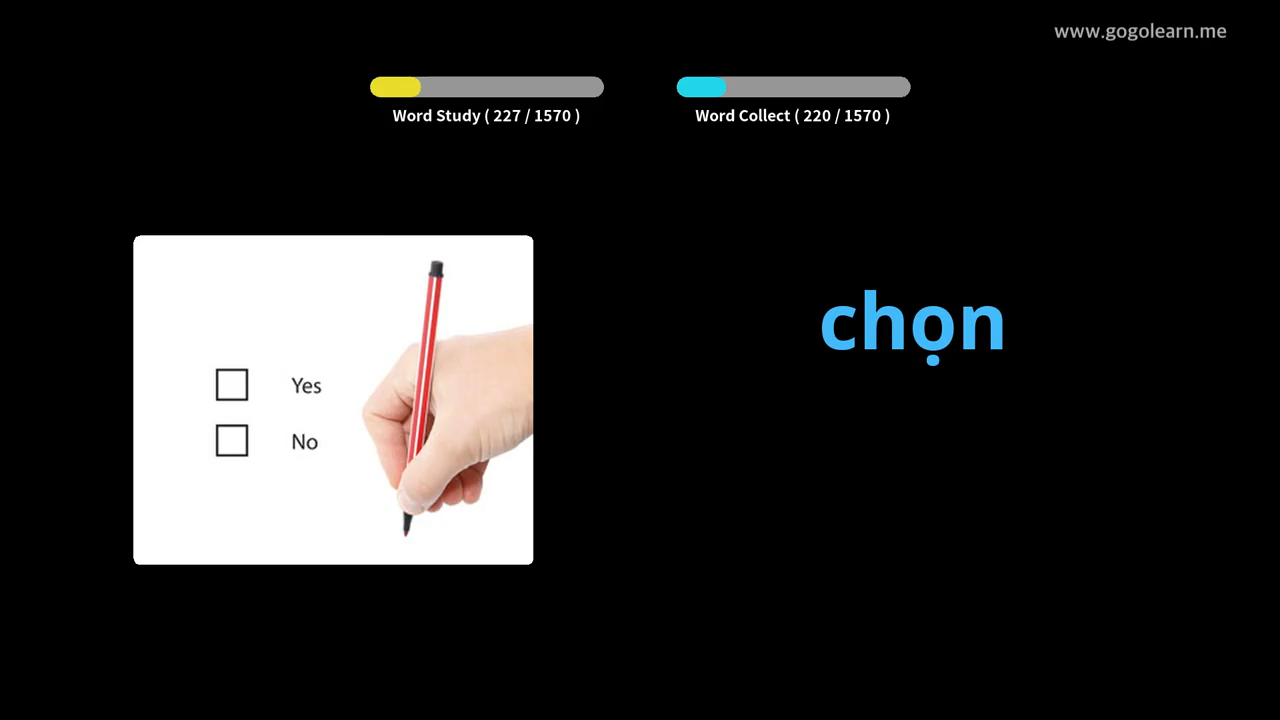 www.gogolearn.me
Word Study ( 227 / 1570 )
Word Collect ( 220 / 1570 )
chọn
Yes
No